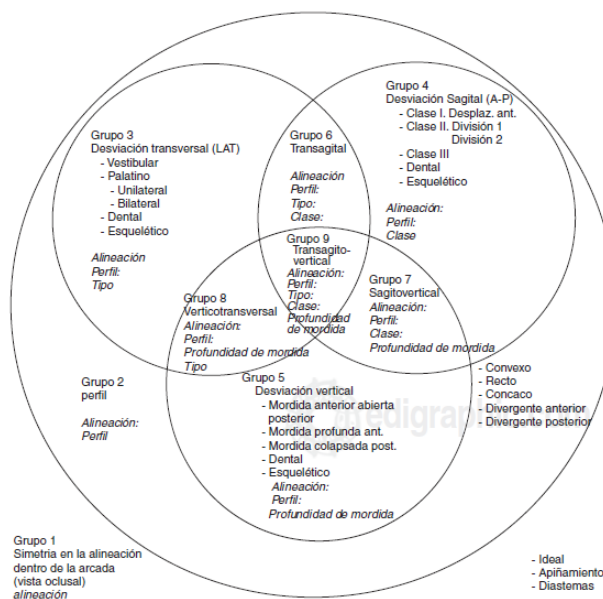 Grupo 3
Desviación transversal (LAT)
- Vestibular
- Palatino
- Unilateral
- Bilateral
- Dental
- Esquelético
Alineación
Perfil:
Tipo
Grupo 6
Transagital
Alineación
Perfil:
Tipo:
Clase:
Grupo 4
Desviación Sagital (A-P)
- Clase I. Desplaz. ant.
- Clase II. División 1
División 2
- Clase III
- Dental
- Esquelético
Alineación:
Perfil:
Clase
Grupo 9
Transagito-
vertical
Alineación:
Perfil:
Tipo:
Clase:
Profundidad
de mordida
Grupo 8
Verticotransversal
Alineación:
Perfil:
Profundidad de mordida
Tipo
Grupo 7
Sagitovertical
Alineación:
Perfil:
Clase:
Profundidad de mordida
Grupo 2
perfil
Alineación:
Perfil
Grupo 5
Desviación vertical
- Mordida anterior abierta
posterior
- Mordida profunda ant.
- Mordida colapsada post.
- Dental
- Esquelético
Alineación:
Perfil:
Profundidad de mordida
- Convexo
- Recto
- Concaco
- Divergente anterior
- Divergente posterior
Grupo 1
Simetria en la alineación
dentro de la arcada
(vista oclusal)
alineación
- Ideal
- Apiñamiento
- Diastemas